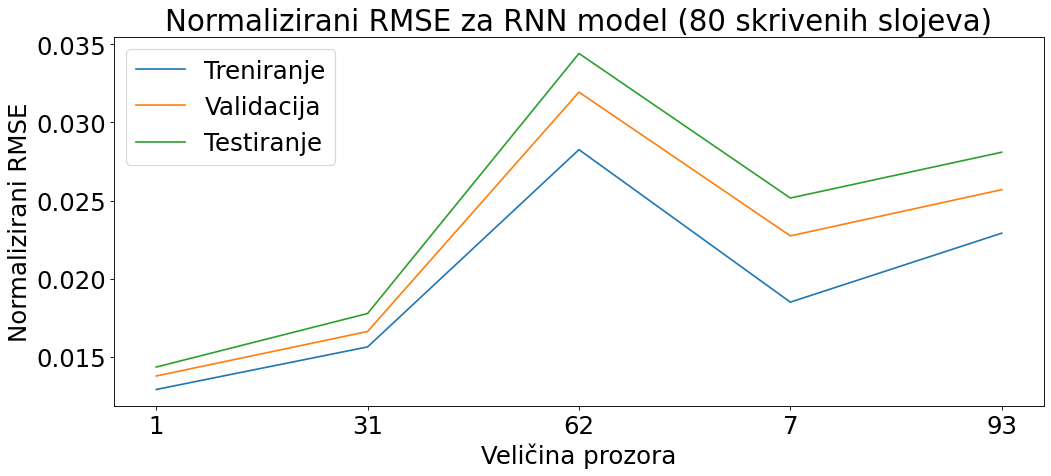 Normalizirani RMSE za RNN model (80 skrivenih slojeva)
Normalizirani RMSE
0.035
0.030
0.025
0.020
0.015
Treniranje
Validacija
Testiranje
1 31 62 7 93
Veličina prozora